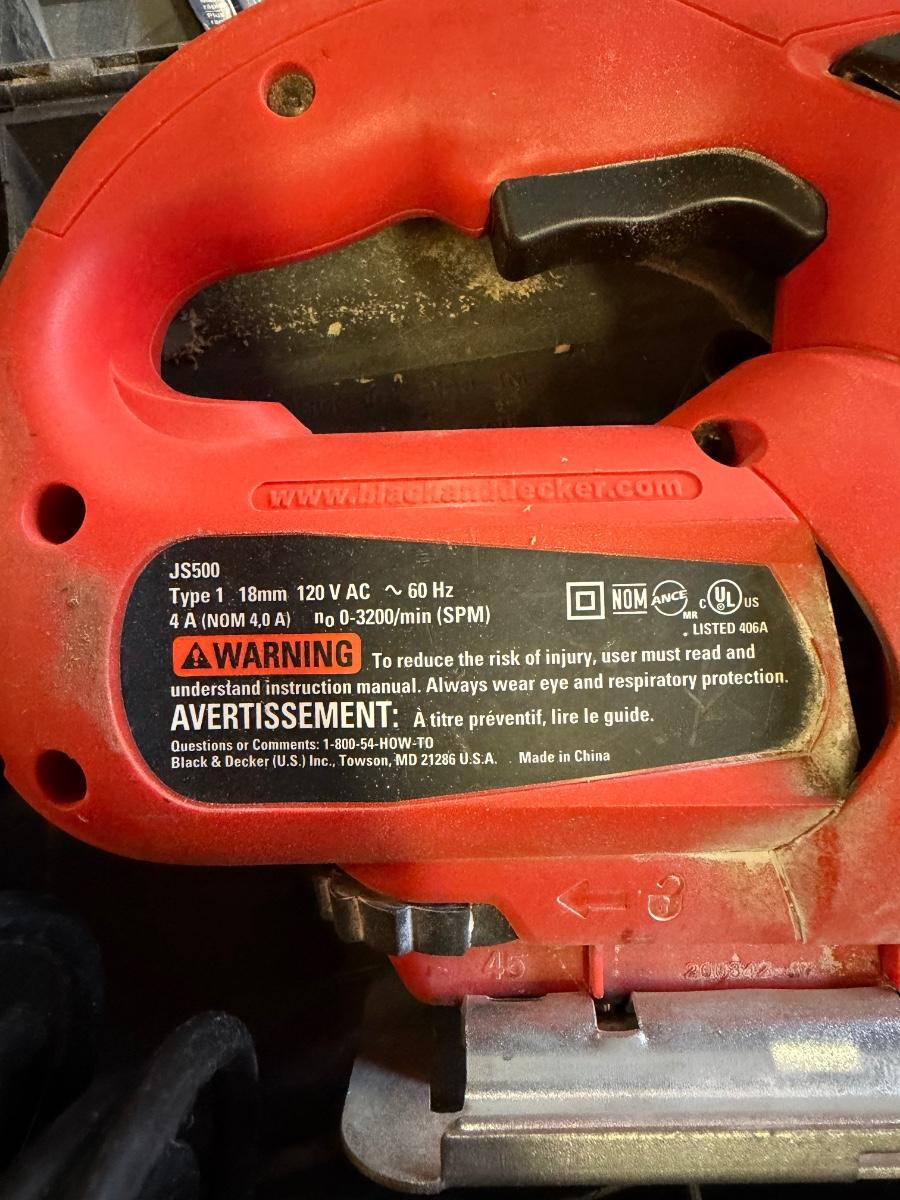 www.blackanddecker.com
JS500
Type 1 18mm 120 V AC ~ 60 Hz
4 A (NOM 4,0 A) no 0-3200/min (SPM)
NOM ANCE MR c UL US
. LISTED 406A
WARNING To reduce the risk of injury, user must read and
understand instruction manual. Always wear eye and respiratory protection.
AVERTISSEMENT: À titre préventif, lire le guide.
Questions or Comments: 1-800-54-HOW-TO
Black & Decker (U.S.) Inc., Towson, MD 21286 U.S.A. Made in China
45